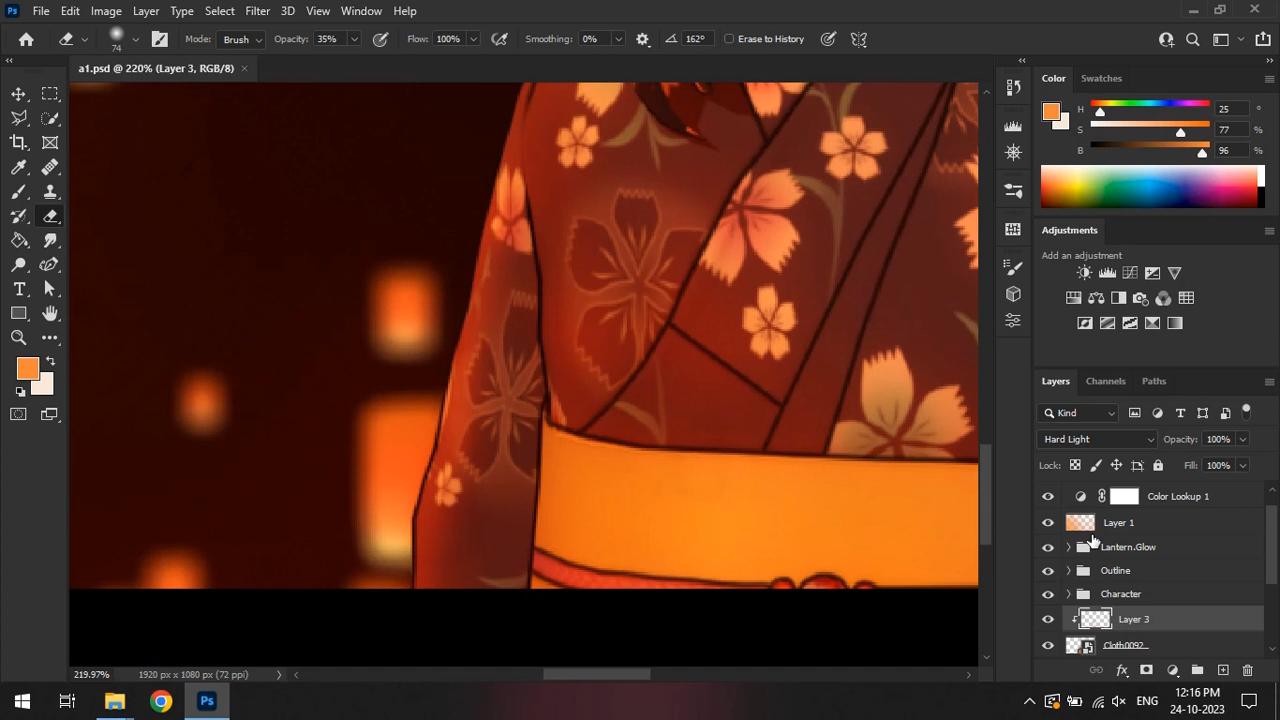 Ps File Edit Image Layer Type Select Filter 3D View Window Help
74 Mode: Brush Opacity: 35% Flow: 100% Smoothing: 0% 162° Erase to History
a1.psd @ 220% (Layer 3, RGB/8) ×
Color Swatches
H 25 °
S 77 %
B 96 %
Adjustments
Add an adjustment
Layers Channels Paths
Kind
Hard Light Opacity: 100%
Lock: Fill: 100%
Color Lookup 1
Layer 1
Lantern.Glow
Outline
Character
Layer 3
Cloth0092
219.97% 1920 px x 1080 px (72 ppi)
Ps ENG 12:16 PM
24-10-2023